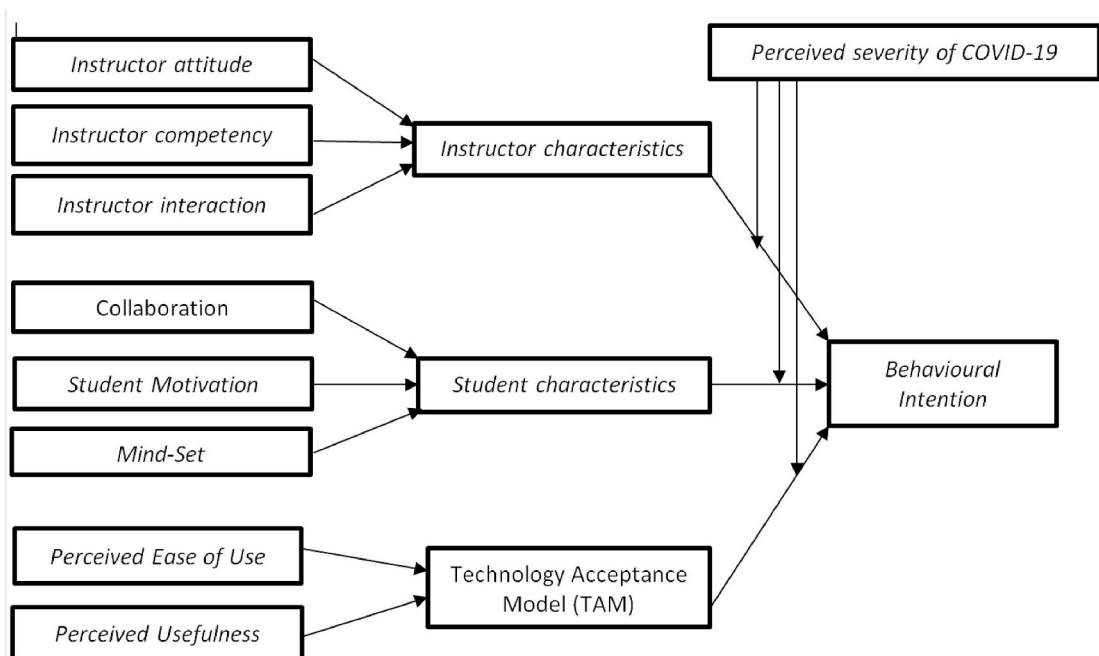 Instructor attitude
Instructor competency
Instructor interaction
Instructor characteristics
Perceived severity of COVID-19
Collaboration
Student Motivation
Mind-Set
Student characteristics
Behavioural
Intention
Perceived Ease of Use
Perceived Usefulness
Technology Acceptance
Model (TAM)